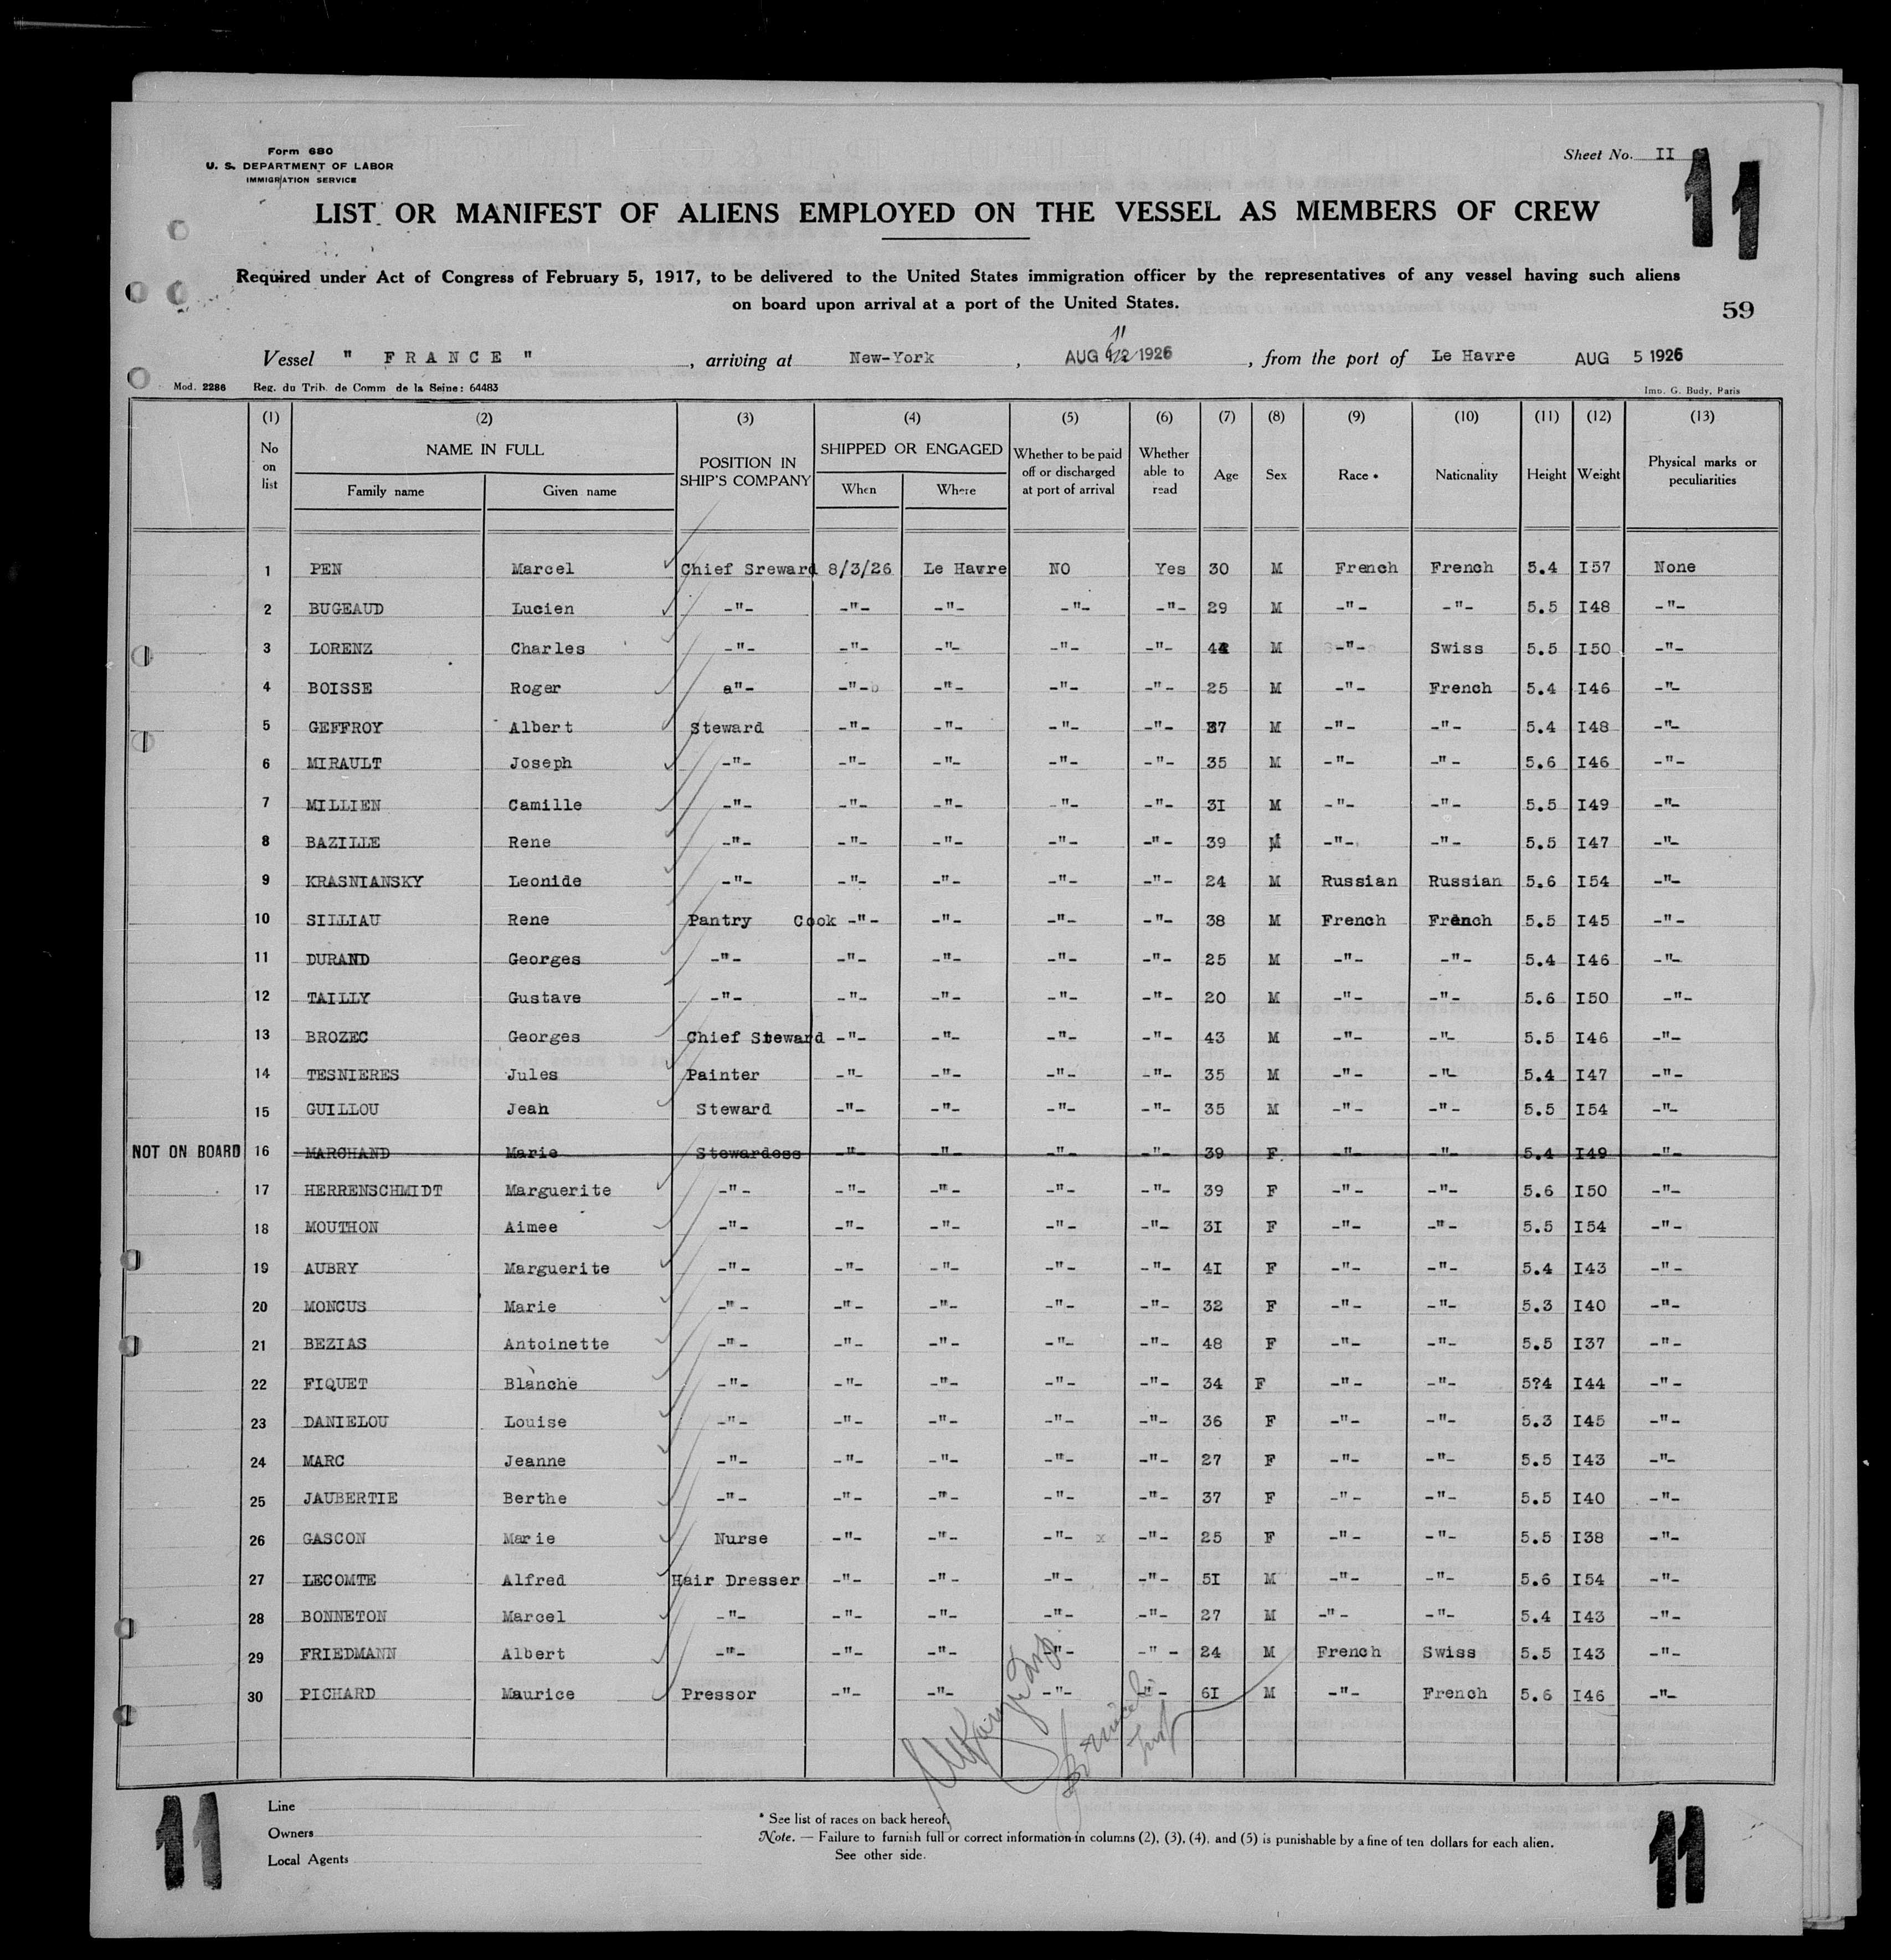 Form 680
U. S. DEPARTMENT OF LABOR
IMMIGRATION SERVICE
Sheet No. II
11
LIST OR MANIFEST OF ALIENS EMPLOYED ON THE VESSEL AS MEMBERS OF CREW
Required under Act of Congress of February 5, 1917, to be delivered to the United States immigration officer by the representatives of any vessel having such aliens
on board upon arrival at a port of the United States.
59
Vessel " F R A N C E " , arriving at New-York , AUG 11 1926 , from the port of Le Havre AUG 5 1926
Mod. 2286 Reg. du Trib. de Comm. de la Seine: 64483 Imp. G. Budy, Paris
(1) (2) (3) (4) (5) (6) (7) (8) (9) (10) (11) (12) (13)
No on list NAME IN FULL Family name Given name POSITION IN SHIP'S COMPANY SHIPPED OR ENGAGED When Where Whether to be paid off or discharged at port of arrival Whether able to read Age Sex Race * Nationality Height Weight Physical marks or peculiarities
1 PEN Marcel Chief Sreward 8/3/26 Le Havre NO Yes 30 M French French 5.4 I57 None
2 BUGEAUD Lucien -"- -"- -"- -"- -"- 29 M -"- -"- 5.5 I48 -"-
3 LORENZ Charles -"- -"- -"- -"- -"- M -"- Swiss 5.5 I50 -"-
4 BOISSE Roger a"- -"- -"- -"- -"- 25 M -"- French 5.4 I46 -"-
5 GEFFROY Albert Steward -"- -"- -"- -"- 37 M -"- -"- 5.4 I48 -"-
6 MIRAULT Joseph -"- -"- -"- -"- -"- 35 M -"- -"- 5.6 I46 -"-
7 MILLIEN Camille -"- -"- -"- -"- -"- 3I M -"- -"- 5.5 I49 -"-
8 BAZILLE Rene -"- -"- -"- -"- -"- 39 M -"- -"- 5.5 I47 -"-
9 KRASNIANSKY Leonide -"- -"- -"- -"- -"- 24 M Russian Russian 5.6 I54 -"-
10 SILLIAU Rene Pantry Cook -"- -"- -"- -"- 38 M French French 5.5 I45 -"-
11 DURAND Georges -"- -"- -"- -"- -"- 25 M -"- -"- 5.4 I46 -"-
12 TAILLY Gustave -"- -"- -"- -"- -"- 20 M -"- -"- 5.6 I50 -"-
13 BROZEC Georges Chief Steward -"- -"- -"- -"- 43 M -"- -"- 5.5 I46 -"-
14 TESNIERES Jules Painter -"- -"- -"- -"- 35 M -"- -"- 5.4 I47 -"-
15 GUILLOU Jean Steward -"- -"- -"- -"- 35 M -"- -"- 5.5 I54 -"-
NOT ON BOARD 16 MARCHAND Marie Stewardess -"- -"- -"- -"- 39 F -"- -"- 5.4 I49 -"-
17 HERRENSCHMIDT Marguerite -"- -"- -"- -"- -"- 39 F -"- -"- 5.6 I50 -"-
18 MOUTHON Aimee -"- -"- -"- -"- -"- 3I F -"- -"- 5.5 I54 -"-
19 AUBRY Marguerite -"- -"- -"- -"- -"- 4I F -"- -"- 5.4 I43 -"-
20 MONCUS Marie -"- -"- -"- -"- -"- 32 F -"- -"- 5.3 I40 -"-
21 BEZIAS Antoinette -"- -"- -"- -"- -"- 48 F -"- -"- 5.5 I37 -"-
22 FIQUET Blanche -"- -"- -"- -"- -"- 34 F -"- -"- 5?4 I44 -"-
23 DANIELOU Louise -"- -"- -"- -"- -"- 36 F -"- -"- 5.3 I45 -"-
24 MARC Jeanne -"- -"- -"- -"- -"- 27 F -"- -"- 5.5 I43 -"-
25 JAUBERTIE Berthe -"- -"- -"- -"- -"- 37 F -"- -"- 5.5 I40 -"-
26 GASCON Marie Nurse -"- -"- -"- x -"- 25 F -"- -"- 5.5 I38 -"-
27 LECOMTE Alfred Hair Dresser -"- -"- -"- -"- 5I M -"- -"- 5.6 I54 -"-
28 BONNETON Marcel -"- -"- -"- -"- -"- 27 M -"- -"- 5.4 I43 -"-
29 FRIEDMANN Albert -"- -"- -"- -"- -"- 24 M French Swiss 5.5 I43 -"-
30 PICHARD Maurice Pressor -"- -"- -"- -"- 6I M -"- French 5.6 I46 -"-
Line
Owners
Local Agents
* See list of races on back hereof.
Note. — Failure to furnish full or correct information in columns (2), (3), (4), and (5) is punishable by a fine of ten dollars for each alien.
See other side.
11
11